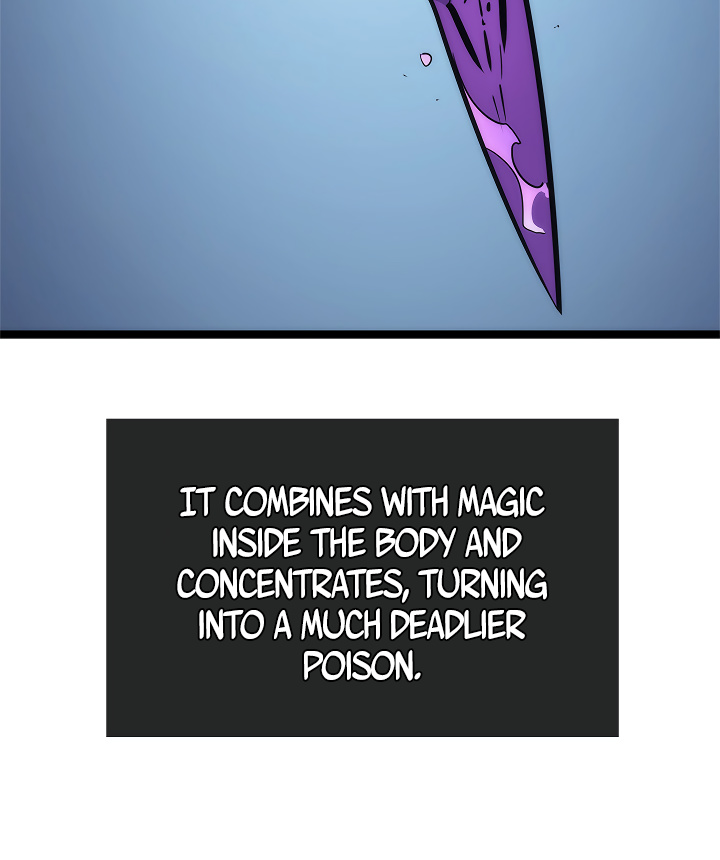 IT COMBINES WITH MAGIC
INSIDE THE BODY AND
CONCENTRATES, TURNING
INTO A MUCH DEADLIER
POISON.